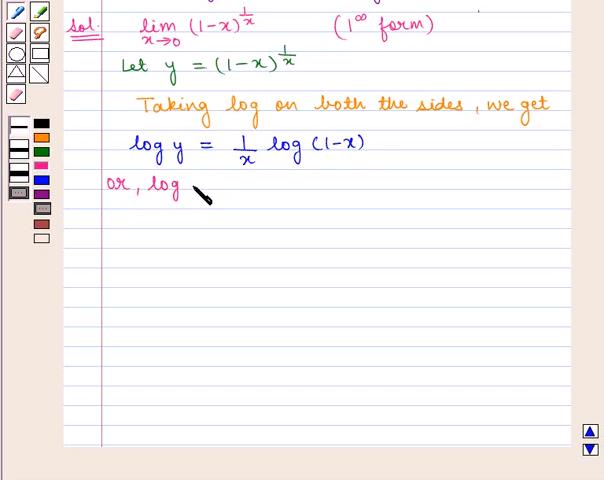 Sol. lim x→0 (1-x)^(1/x) (1^∞ form)
Let y = (1-x)^(1/x)
Taking log on both the sides, we get
log y = 1/x log (1-x)
or, log